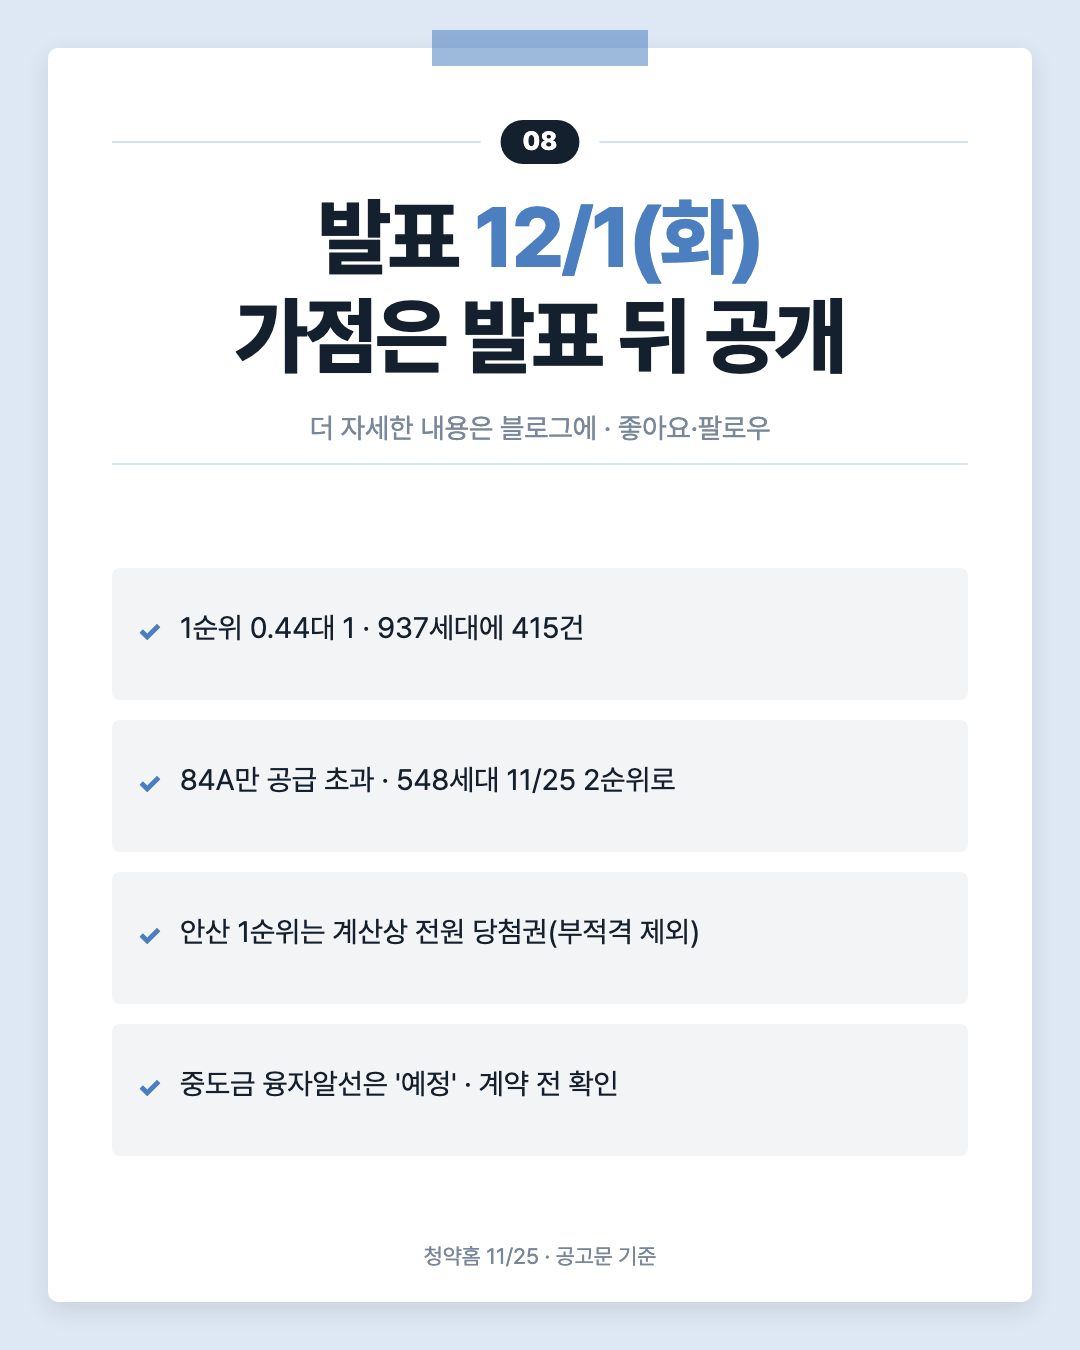 08
발표 12/1(화)
가점은 발표 뒤 공개
더 자세한 내용은 블로그에 · 좋아요·팔로우
1순위 0.44대 1 · 937세대에 415건
84A만 공급 초과 · 548세대 11/25 2순위로
안산 1순위는 계산상 전원 당첨권(부적격 제외)
중도금 융자알선은 '예정' · 계약 전 확인
청약홈 11/25 · 공고문 기준